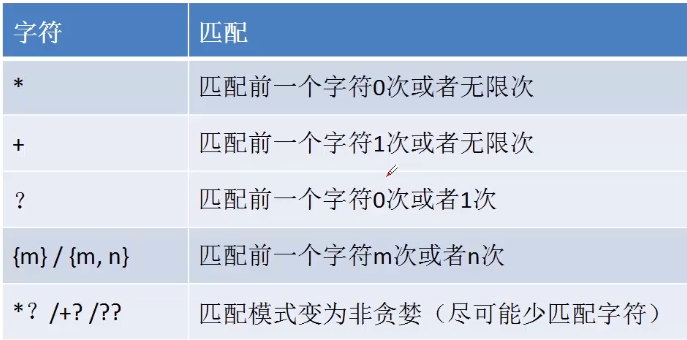 字符 匹配
* 匹配前一个字符0次或者无限次
+ 匹配前一个字符1次或者无限次
? 匹配前一个字符0次或者1次
{m} / {m, n} 匹配前一个字符m次或者n次
*? /+? /?? 匹配模式变为非贪婪（尽可能少匹配字符）